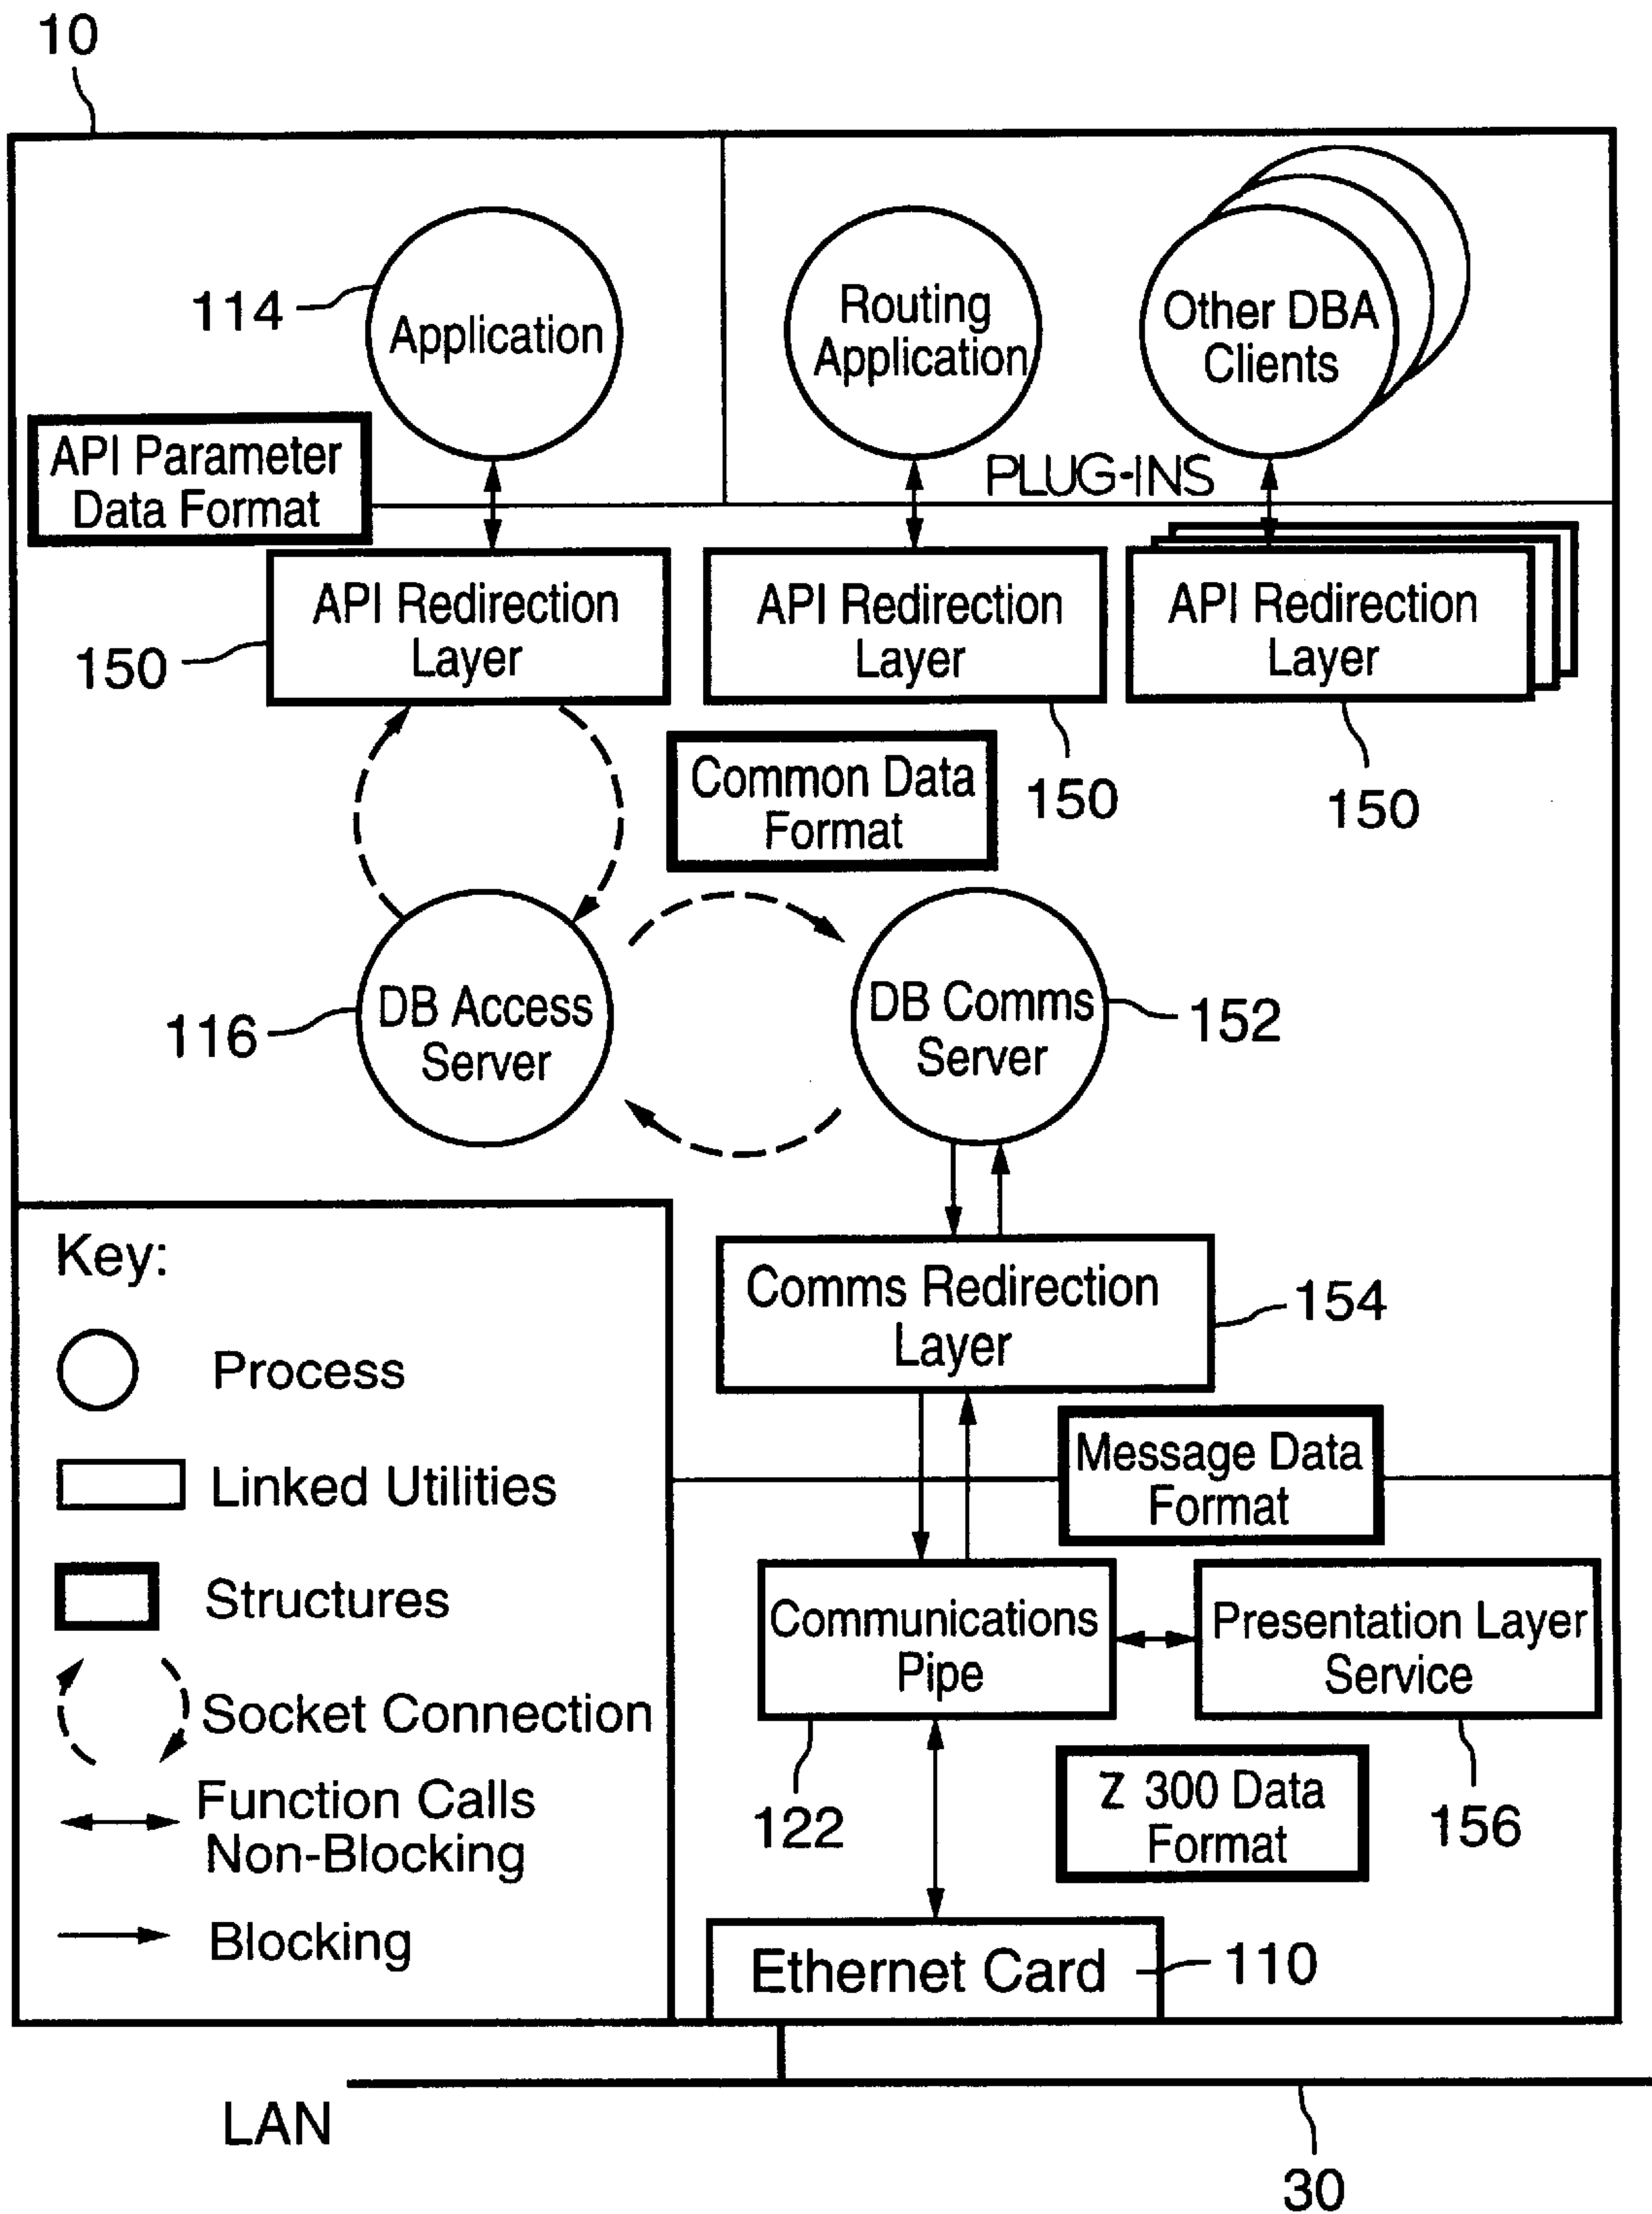 10
114
Application
Routing
Application
Other DBA
Clients
API Parameter
Data Format
PLUG-INS
API Redirection
Layer
API Redirection
Layer
API Redirection
Layer
150
150
150
Common Data
Format
DB Access
Server
116
DB Comms
Server
152
Comms Redirection
Layer
154
Key:
Process
Linked Utilities
Structures
Socket Connection
Function Calls
Non-Blocking
Blocking
Message Data
Format
Communications
Pipe
Presentation Layer
Service
122
Z 300 Data
Format
156
Ethernet Card
110
LAN
30